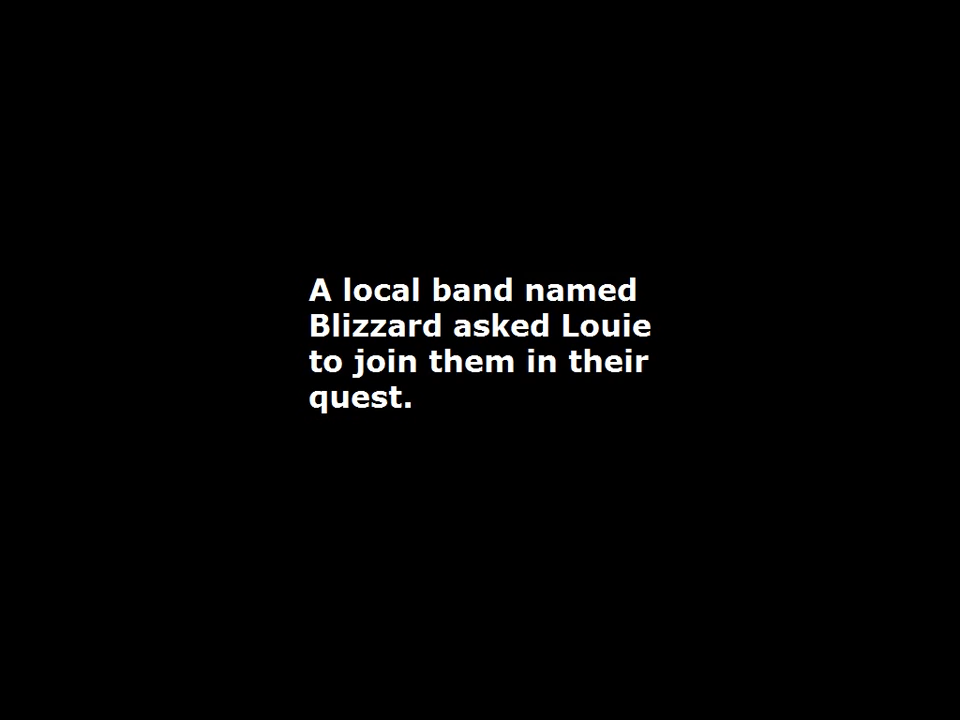 A local band named
Blizzard asked Louie
to join them in their
quest.